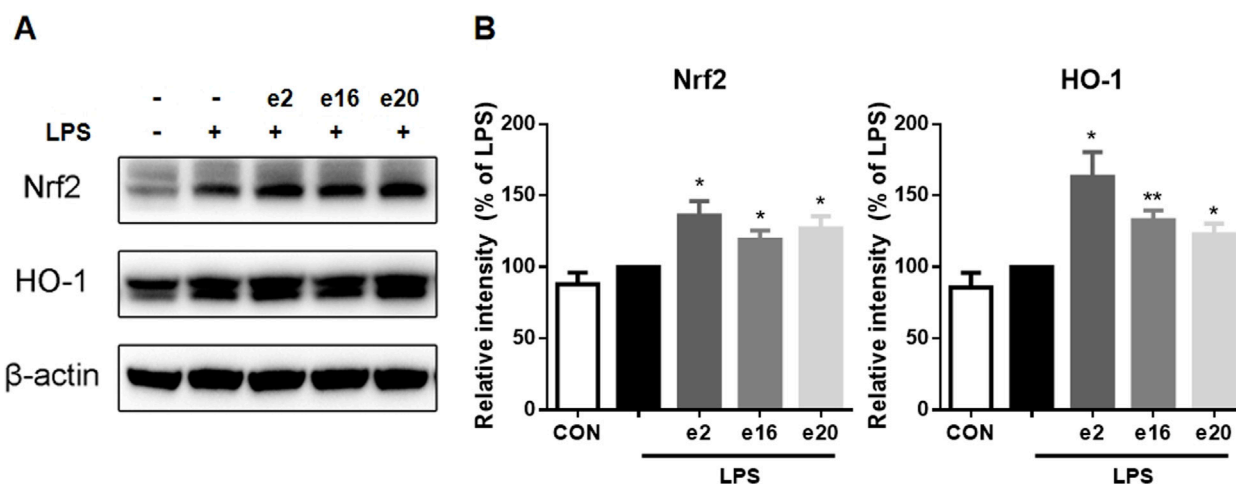 A
- - e2 e16 e20
LPS - + + + +
Nrf2
HO-1
β-actin
B
Nrf2
Relative intensity (% of LPS)
200
150
100
50
0
* * *
CON e2 e16 e20
LPS
HO-1
Relative intensity (% of LPS)
200
150
100
50
0
* ** *
CON e2 e16 e20
LPS